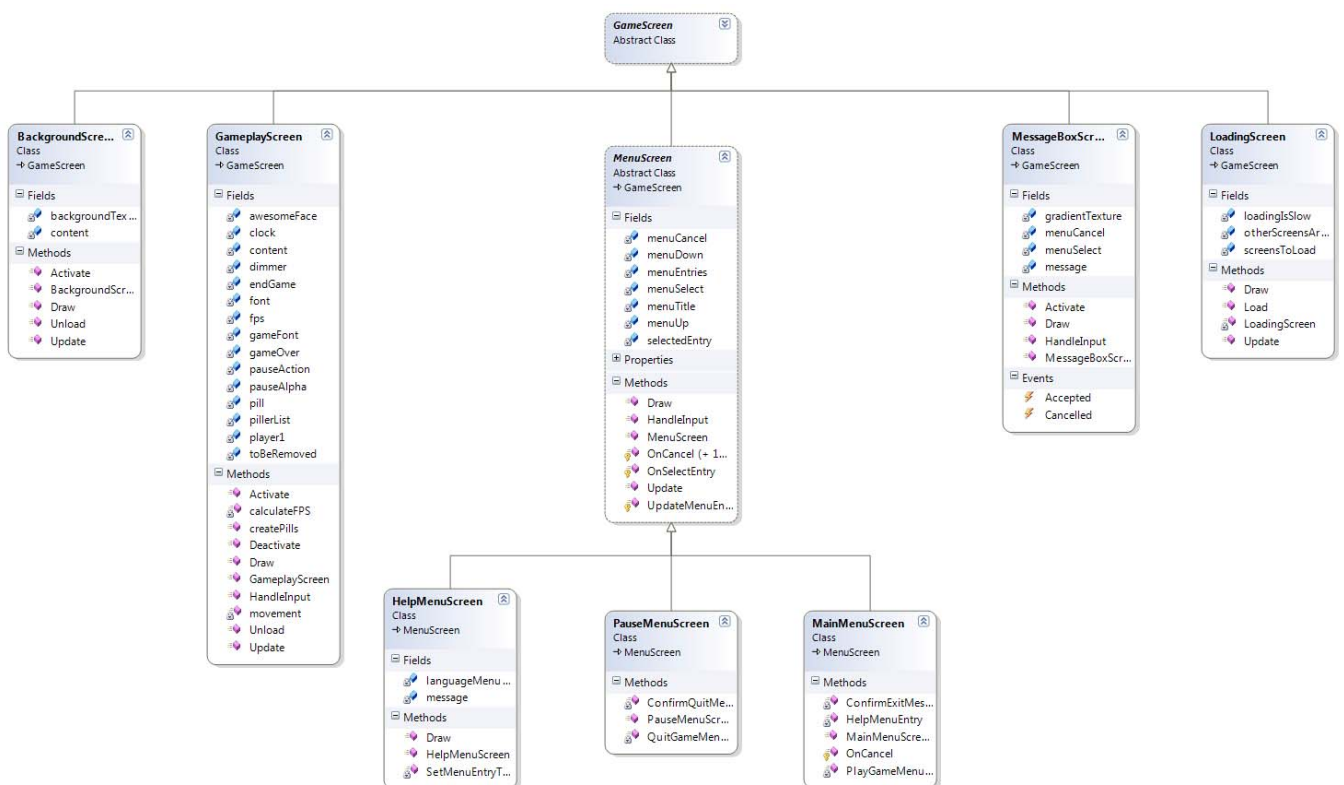 GameScreen
Abstract Class
BackgroundScre...
Class
GameScreen
Fields
backgroundTex...
content
Methods
Activate
BackgroundScr...
Draw
Unload
Update
GameplayScreen
Class
GameScreen
Fields
awesomeFace
clock
content
dimmer
endGame
font
fps
gameFont
gameOver
pauseAction
pauseAlpha
pill
pillerList
player1
toBeRemoved
Methods
Activate
calculateFPS
createPills
Deactivate
Draw
GameplayScreen
HandleInput
movement
Unload
Update
MenuScreen
Abstract Class
GameScreen
Fields
menuCancel
menuDown
menuEntries
menuSelect
menuTitle
menuUp
selectedEntry
Properties
Methods
Draw
HandleInput
MenuScreen
OnCancel (+ 1...
OnSelectEntry
Update
UpdateMenuEn...
MessageBoxScr...
Class
GameScreen
Fields
gradientTexture
menuCancel
menuSelect
message
Methods
Activate
Draw
HandleInput
MessageBoxScr...
Events
Accepted
Cancelled
LoadingScreen
Class
GameScreen
Fields
loadingIsSlow
otherScreensAr...
screensToLoad
Methods
Draw
Load
LoadingScreen
Update
HelpMenuScreen
Class
MenuScreen
Fields
languageMenu...
message
Methods
Draw
HelpMenuScreen
SetMenuEntryT...
PauseMenuScreen
Class
MenuScreen
Methods
ConfirmQuitMe...
PauseMenuScr...
QuitGameMen...
MainMenuScreen
Class
MenuScreen
Methods
ConfirmExitMes...
HelpMenuEntry
MainMenuScre...
OnCancel
PlayGameMenu...